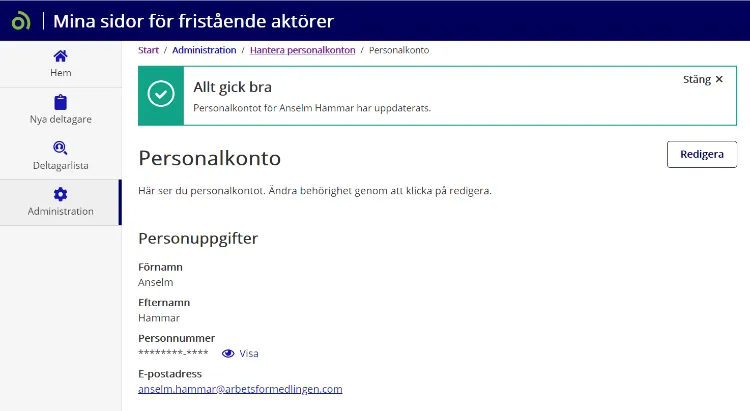 Mina sidor för fristående aktörer
Start / Administration / Hantera personalkonton / Personalkonto
Hem
Nya deltagare
Deltagarlista
Administration
Allt gick bra
Stäng ✕
Personalkontot för Anselm Hammar har uppdaterats.
Personalkonto
Redigera
Här ser du personalkontot. Ändra behörighet genom att klicka på redigera.
Personuppgifter
Förnamn
Anselm
Efternamn
Hammar
Personnummer
********-**** Visa
E-postadress
anselm.hammar@arbetsformedlingen.com